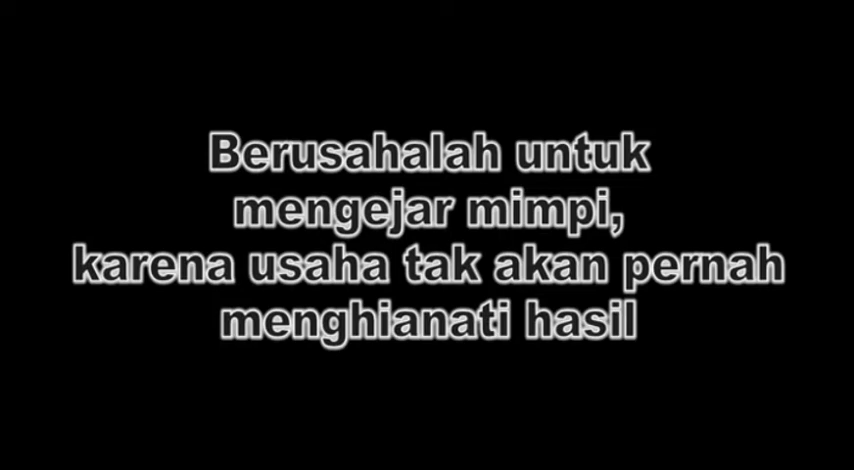 Berusahalah untuk
mengejar mimpi,
karena usaha tak akan pernah
menghianati hasil